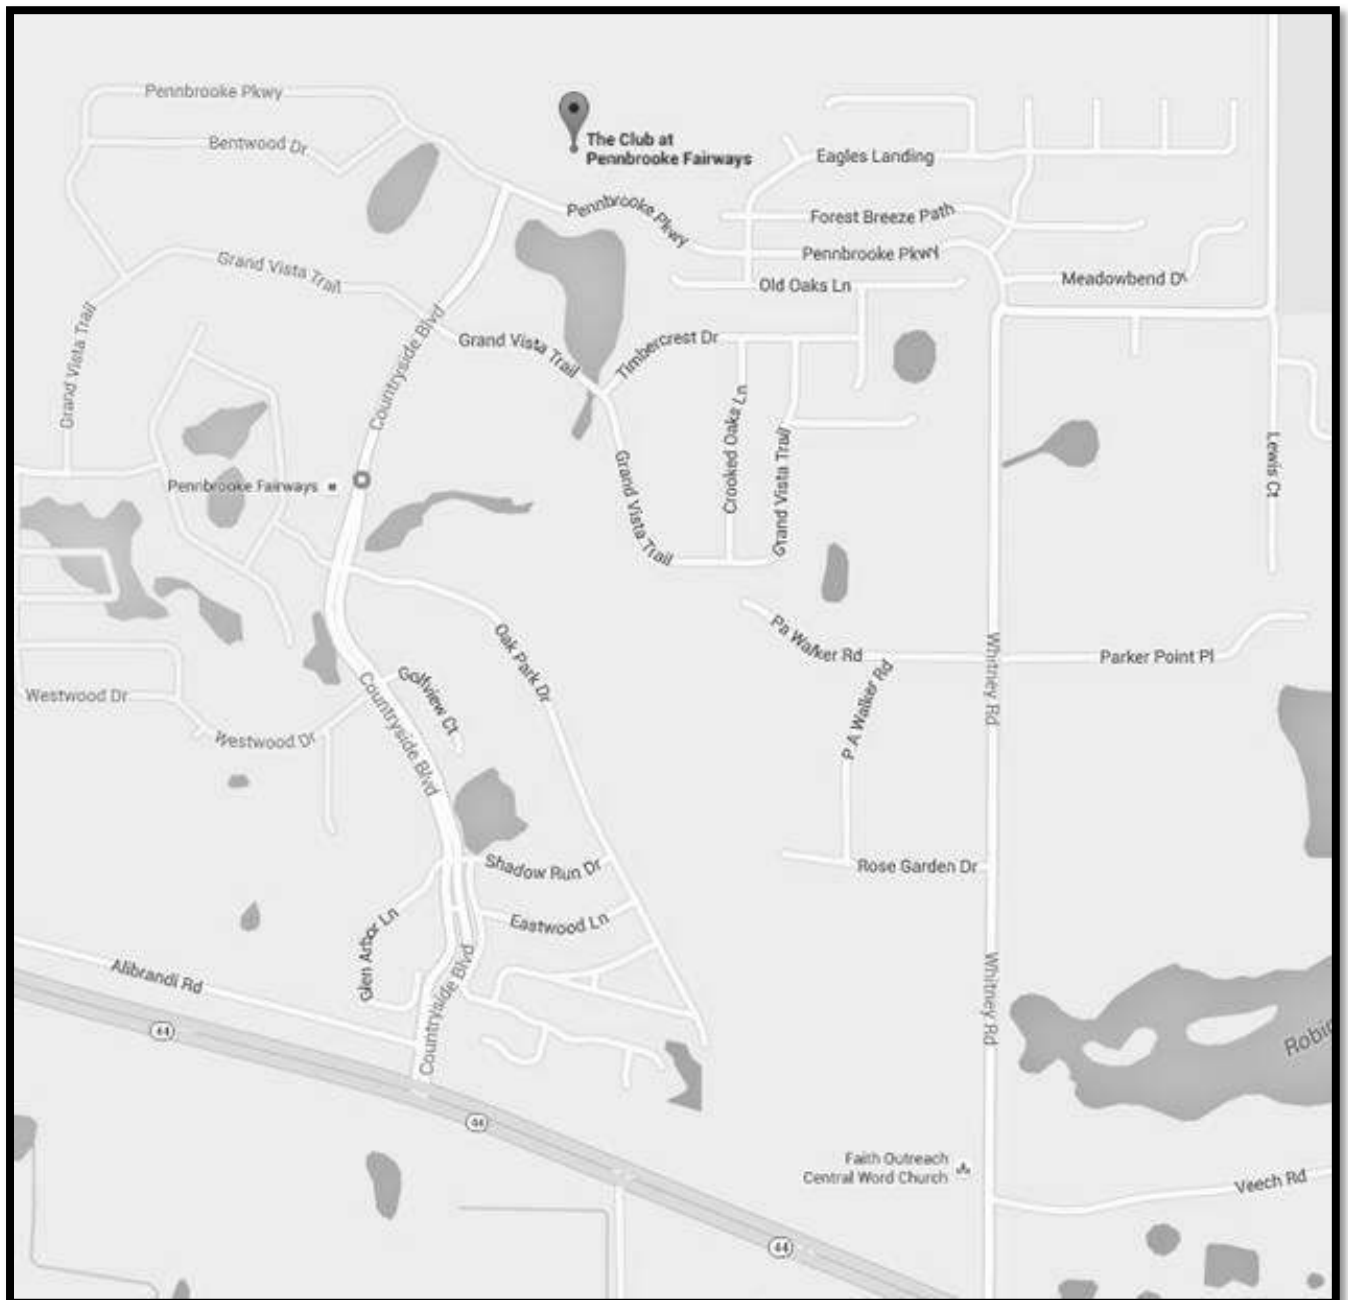 Pennbrooke Pkwy
Bentwood Dr
The Club at
Pennbrooke Fairways
Eagles Landing
Pennbrooke Pkwy
Forest Breeze Path
Pennbrooke Pkwy
Meadowbend Dr
Old Oaks Ln
Grand Vista Trail
Grand Vista Trail
Countryside Blvd
Grand Vista Trail
Timbercrest Dr
Crooked Oaks Ln
Grand Vista Trail
Grand Vista Trail
Lewis Ct
Pennbrooke Fairways
Oak Park Dr
Pa Walker Rd
Whitney Rd
Parker Point Pl
P A Walker Rd
Westwood Dr
Westwood Dr
Golfview Ct
Countryside Blvd
Shadow Run Dr
Rose Garden Dr
Eastwood Ln
Glen Arbor Ln
Alibrandi Rd
Countryside Blvd
Whitney Rd
44
44
44
Faith Outreach
Central Word Church
Veech Rd
Robin